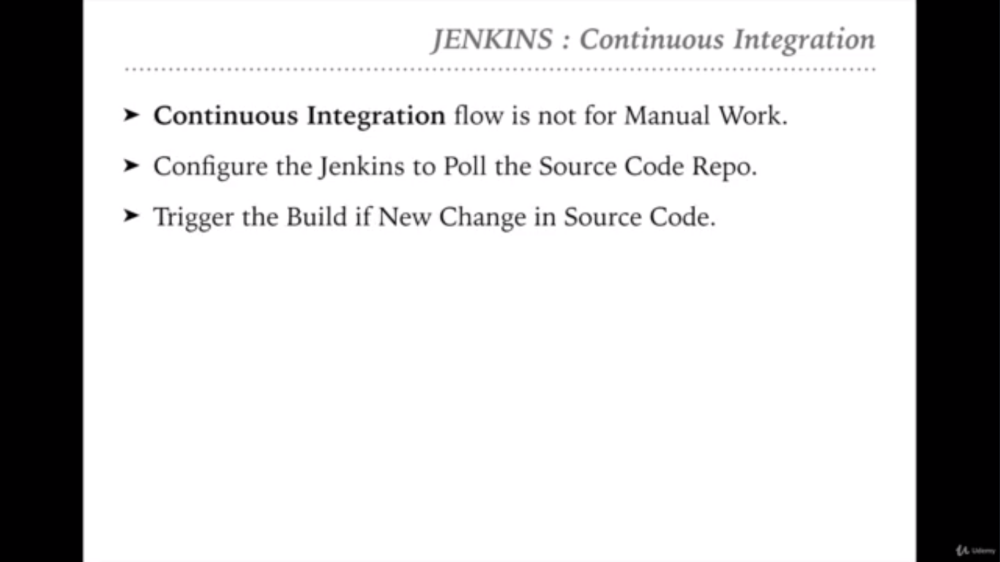 JENKINS : Continuous Integration
➤ Continuous Integration flow is not for Manual Work.
➤ Configure the Jenkins to Poll the Source Code Repo.
➤ Trigger the Build if New Change in Source Code.
Udemy